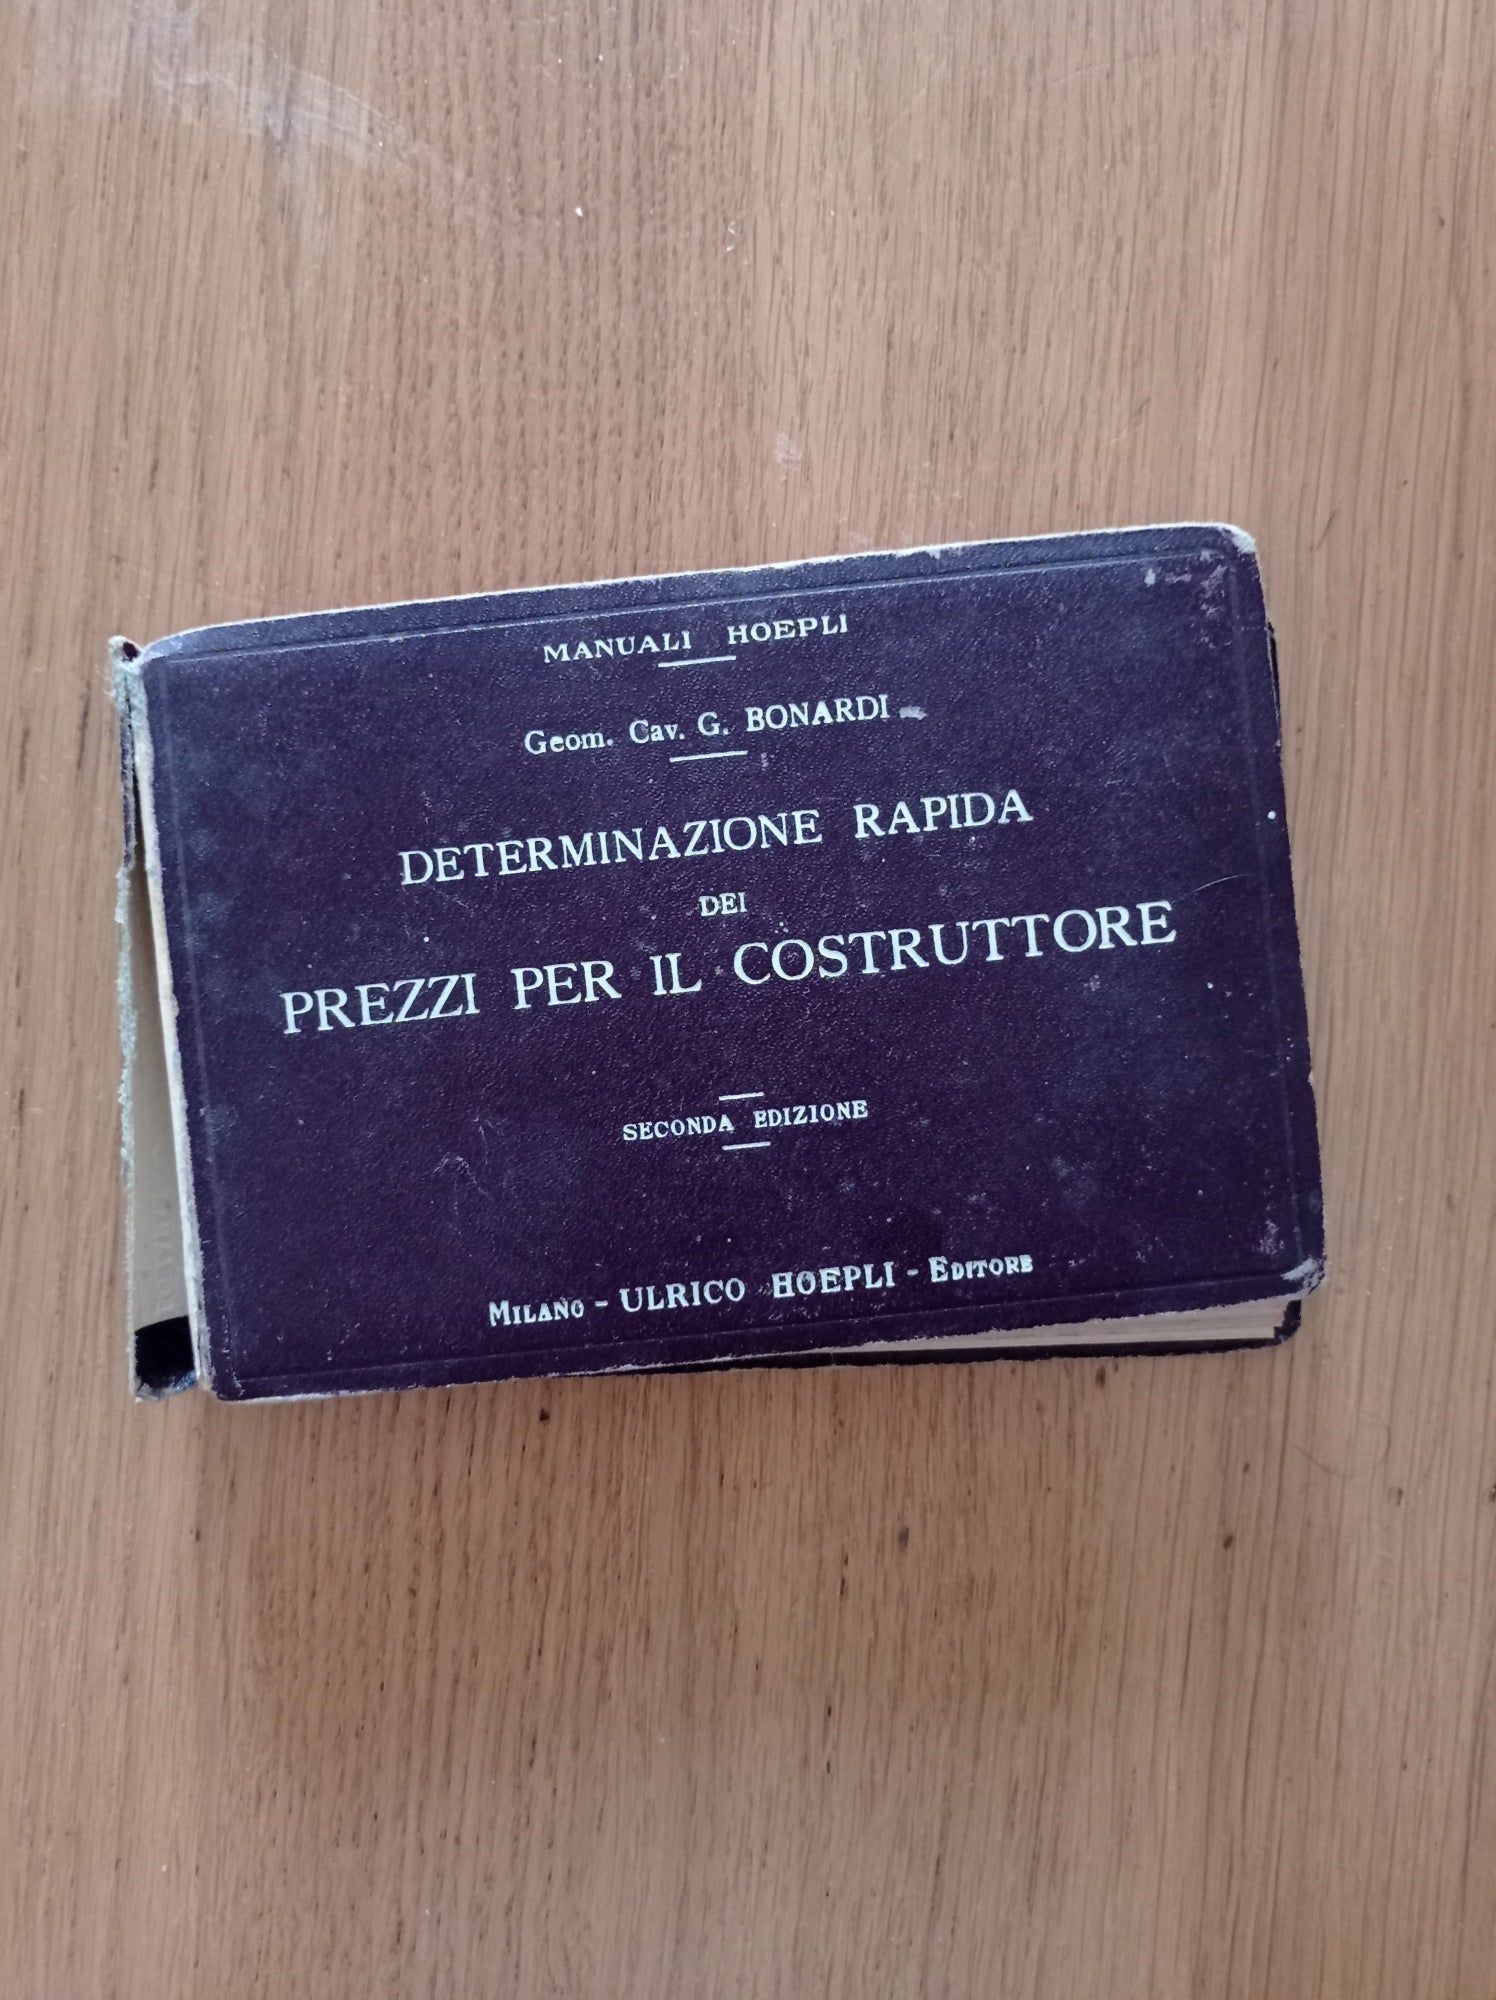 MANUALI HOEPLI
Geom. Cav. G. BONARDI
DETERMINAZIONE RAPIDA
DEI
PREZZI PER IL COSTRUTTORE
SECONDA EDIZIONE
MILANO - ULRICO HOEPLI - EDITORE